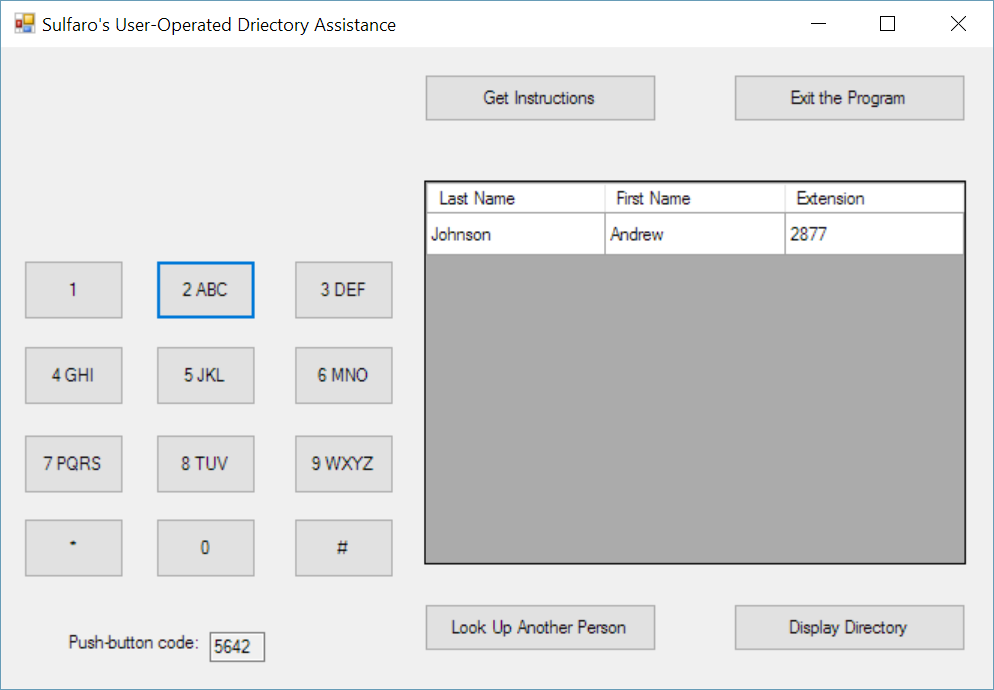 Sulfaro's User-Operated Driectory Assistance
Get Instructions Exit the Program
Last Name First Name Extension
Johnson Andrew 2877
1 2 ABC 3 DEF
4 GHI 5 JKL 6 MNO
7 PQRS 8 TUV 9 WXYZ
* 0 #
Look Up Another Person Display Directory
Push-button code: 5642